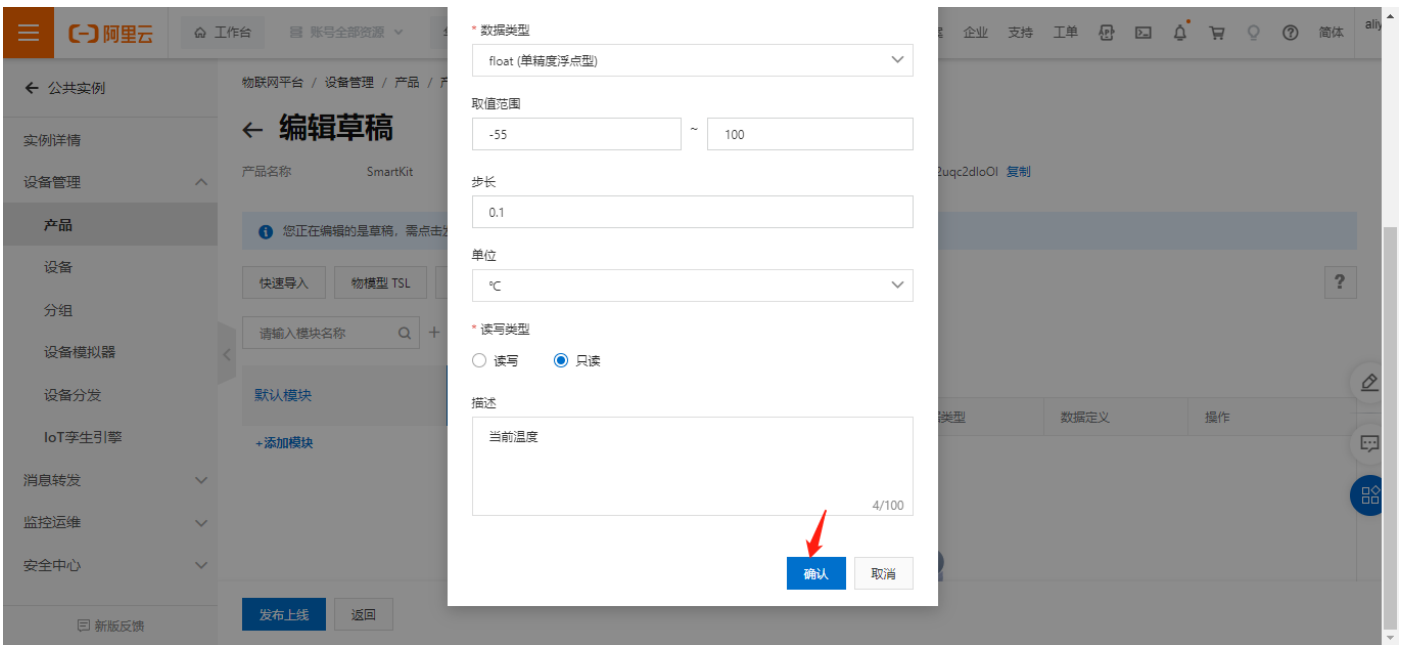 阿里云
工作台
账号全部资源
企业
支持
工单
简体
公共实例
实例详情
设备管理
产品
设备
分组
设备模拟器
设备分发
IoT孪生引擎
消息转发
监控运维
安全中心
新版反馈
物联网平台 / 设备管理 / 产品 /
编辑草稿
产品名称
SmartKit
2uqc2dIoOI 复制
您正在编辑的是草稿，需点击
快速导入
物模型 TSL
?
请输入模块名称
默认模块
+添加模块
类型
数据定义
操作
发布上线
返回
* 数据类型
float (单精度浮点型)
取值范围
-55
~
100
步长
0.1
单位
℃
* 读写类型
读写
只读
描述
当前温度
4/100
确认
取消